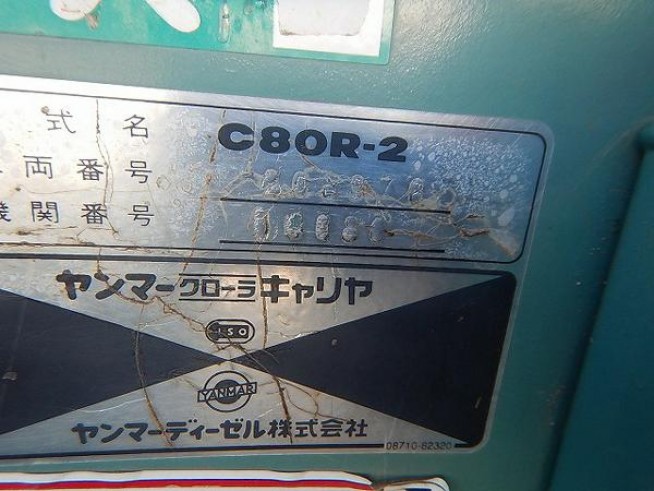 式名 C80R-2
車両番号
機関番号
ヤンマークローラキャリヤ
ISO
YANMAR
ヤンマーディーゼル株式会社
08710-62320